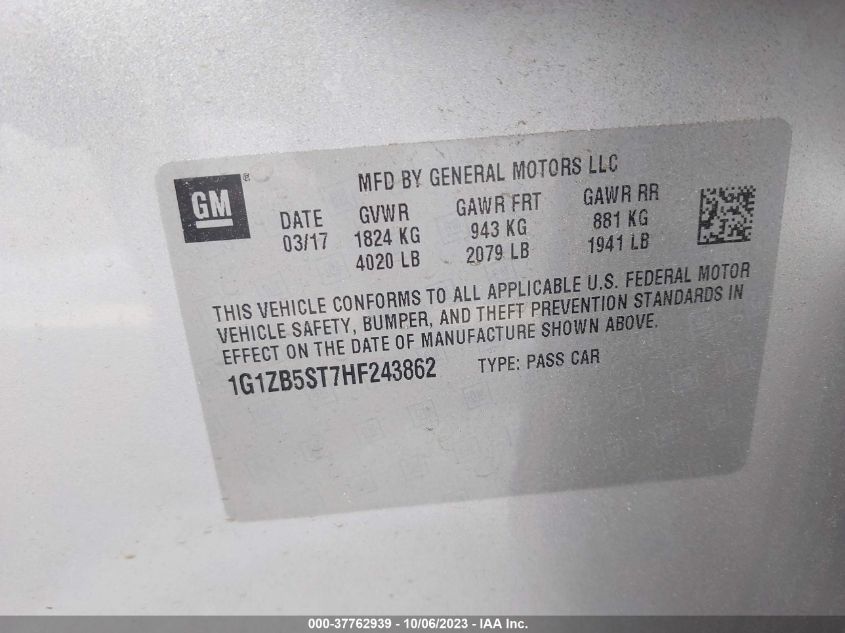 GM®
MFD BY GENERAL MOTORS LLC
DATE GVWR GAWR FRT GAWR RR
03/17 1824 KG 943 KG 881 KG
4020 LB 2079 LB 1941 LB
THIS VEHICLE CONFORMS TO ALL APPLICABLE U.S. FEDERAL MOTOR
VEHICLE SAFETY, BUMPER, AND THEFT PREVENTION STANDARDS IN
EFFECT ON THE DATE OF MANUFACTURE SHOWN ABOVE.
1G1ZB5ST7HF243862 TYPE: PASS CAR
000-37762939 - 10/06/2023 - IAA Inc.